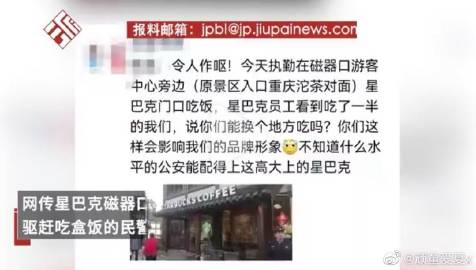 报料邮箱：jpbl@jp.jiupainews.com
令人作呕！今天执勤在磁器口游客
中心旁边（原景区入口重庆沱茶对面）星
巴克门口吃饭，星巴克员工看到吃了一半
的我们，说你们能换个地方吃吗？你们这
样会影响我们的品牌形象不知道什么水
平的公安能配得上这高大上的星巴克
STARBUCKS COFFEE
网传星巴克磁器口
驱赶吃盒饭的民警